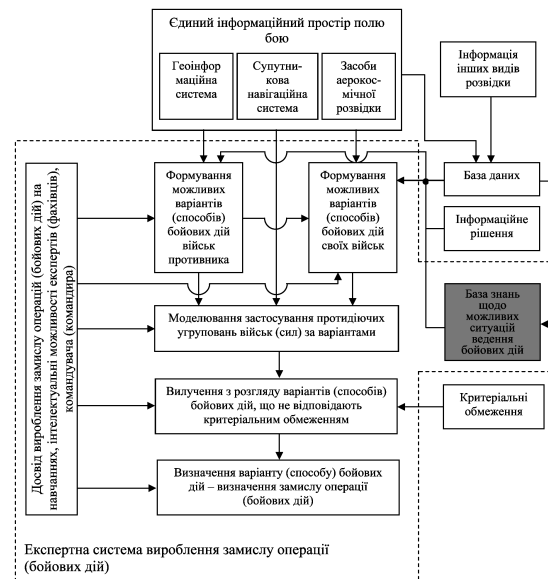 Єдиний інформаційний простір полю
бою
Геоінфор
маційна
система
Супутни-
кова
навігаційна
система
Засоби
аерокос-
мічної
розвідки
Інформація
інших видів
розвідки
Досвід вироблення замислу операцій (бойових дій) на
навчаннях, інтелектуальні можливості експертів (фахівців),
командувача (командира)
Формування
можливих
варіантів
(способів)
бойових дій
військ
противника
Формування
можливих
варіантів
(способів)
бойових дій
своїх військ
База даних
Інформаційне
рішення
База знань
щодо
можливих
ситуацій
ведення
бойових дій
Моделювання застосування протидіючих
угруповань військ (сил) за варіантами
Вилучення з розгляду варіантів (способів)
бойових дій, що не відповідають
критеріальним обмеженням
Критеріальні
обмеження
Визначення варіанту (способу) бойових
дій – визначення замислу операції
(бойових дій)
Експертна система вироблення замислу операції
(бойових дій)